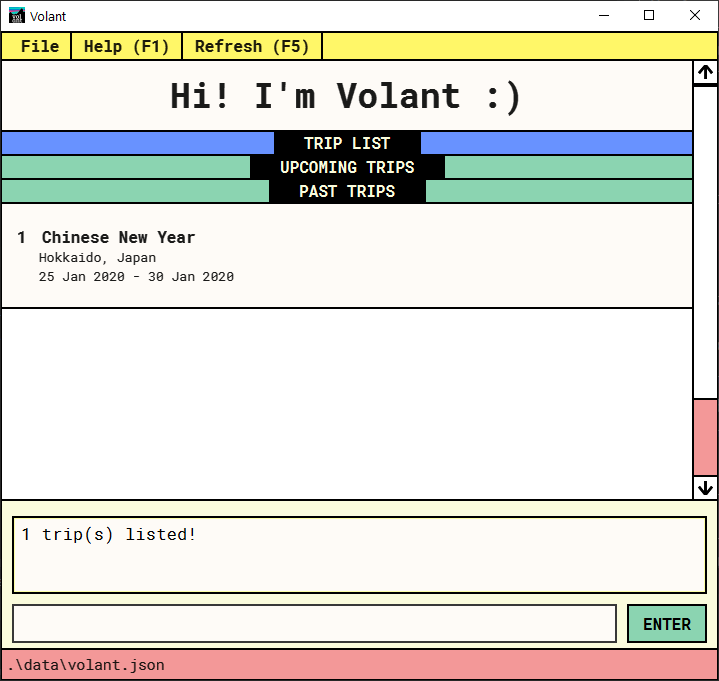 Volant
File Help (F1) Refresh (F5)
Hi! I'm Volant :)
TRIP LIST
UPCOMING TRIPS
PAST TRIPS
1 Chinese New Year
Hokkaido, Japan
25 Jan 2020 - 30 Jan 2020
1 trip(s) listed!
ENTER
.\data\volant.json